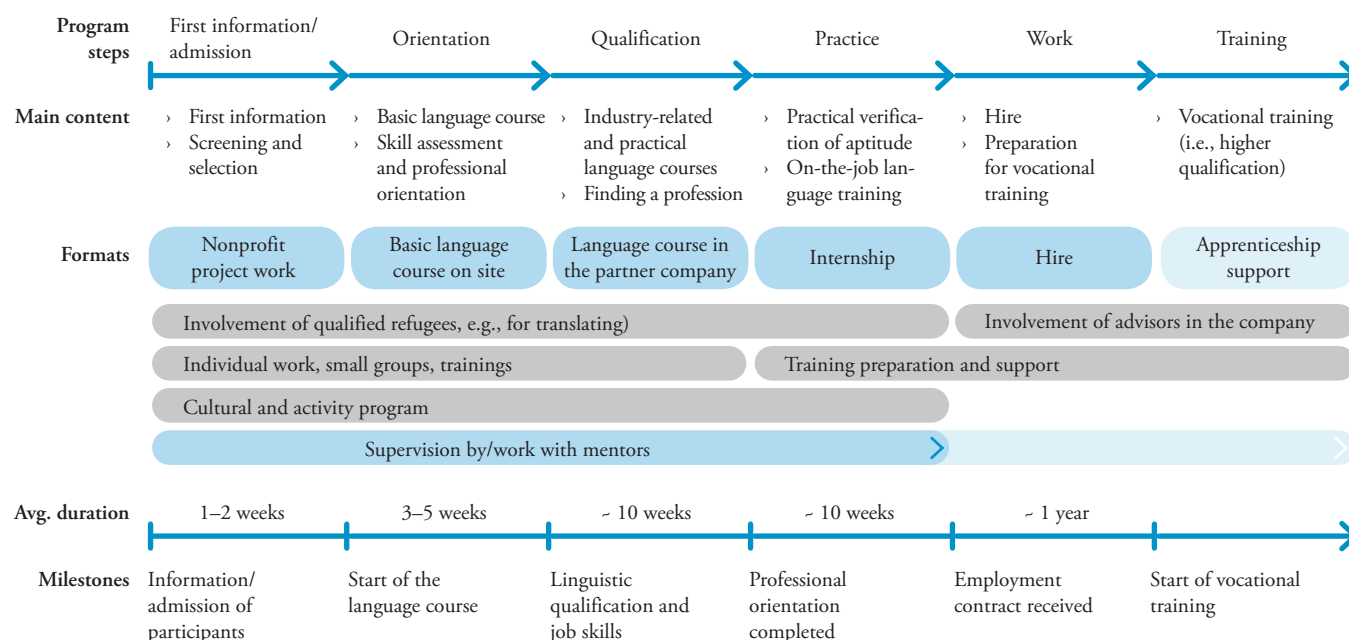 Program steps
First information/
admission
Orientation
Qualification
Practice
Work
Training
Main content
› First information
› Screening and
selection
› Basic language course
› Skill assessment
and professional
orientation
› Industry-related
and practical
language courses
› Finding a profession
› Practical verifica-
tion of aptitude
› On-the-job lan-
guage training
› Hire
› Preparation
for vocational
training
› Vocational training
(i.e., higher
qualification)
Formats
Nonprofit
project work
Basic language
course on site
Language course in
the partner company
Internship
Hire
Apprenticeship
support
Involvement of qualified refugees, e.g., for translating)
Involvement of advisors in the company
Individual work, small groups, trainings
Training preparation and support
Cultural and activity program
Supervision by/work with mentors
Avg. duration
1–2 weeks
3–5 weeks
~ 10 weeks
~ 10 weeks
~ 1 year
Milestones
Information/
admission of
participants
Start of the
language course
Linguistic
qualification and
job skills
Professional
orientation
completed
Employment
contract received
Start of vocational
training